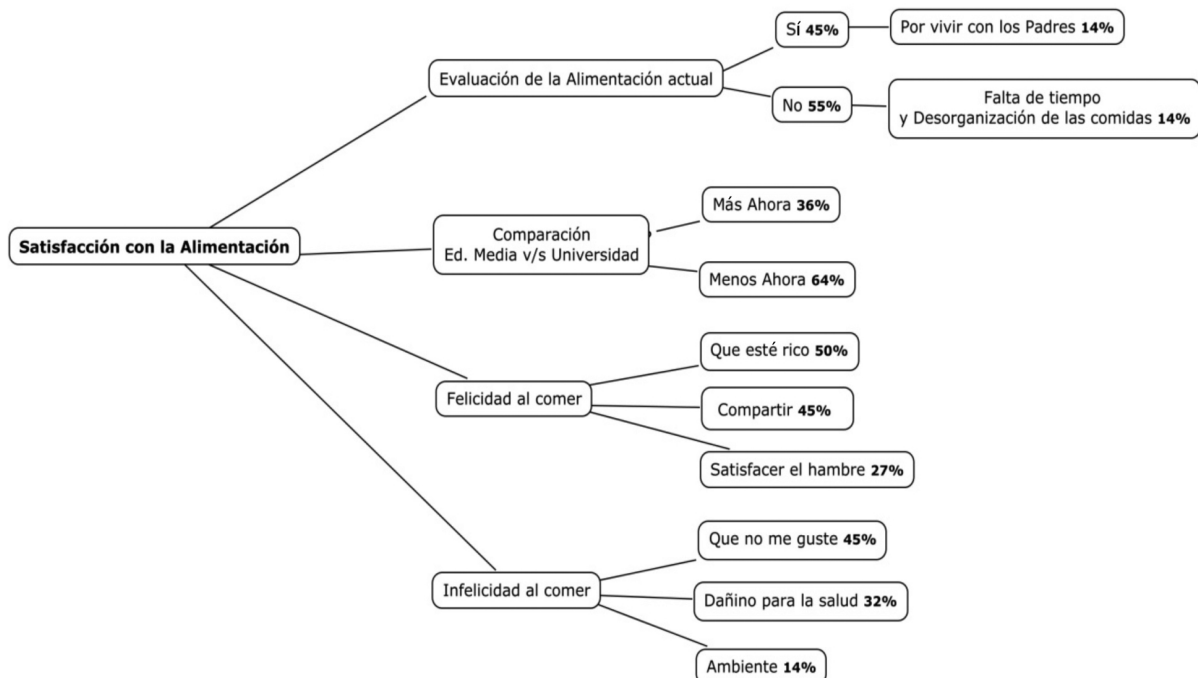 Satisfacción con la Alimentación
Evaluación de la Alimentación actual
Sí 45%
Por vivir con los Padres 14%
No 55%
Falta de tiempo
y Desorganización de las comidas 14%
Comparación
Ed. Media v/s Universidad
Más Ahora 36%
Menos Ahora 64%
Felicidad al comer
Que esté rico 50%
Compartir 45%
Satisfacer el hambre 27%
Infelicidad al comer
Que no me guste 45%
Dañino para la salud 32%
Ambiente 14%